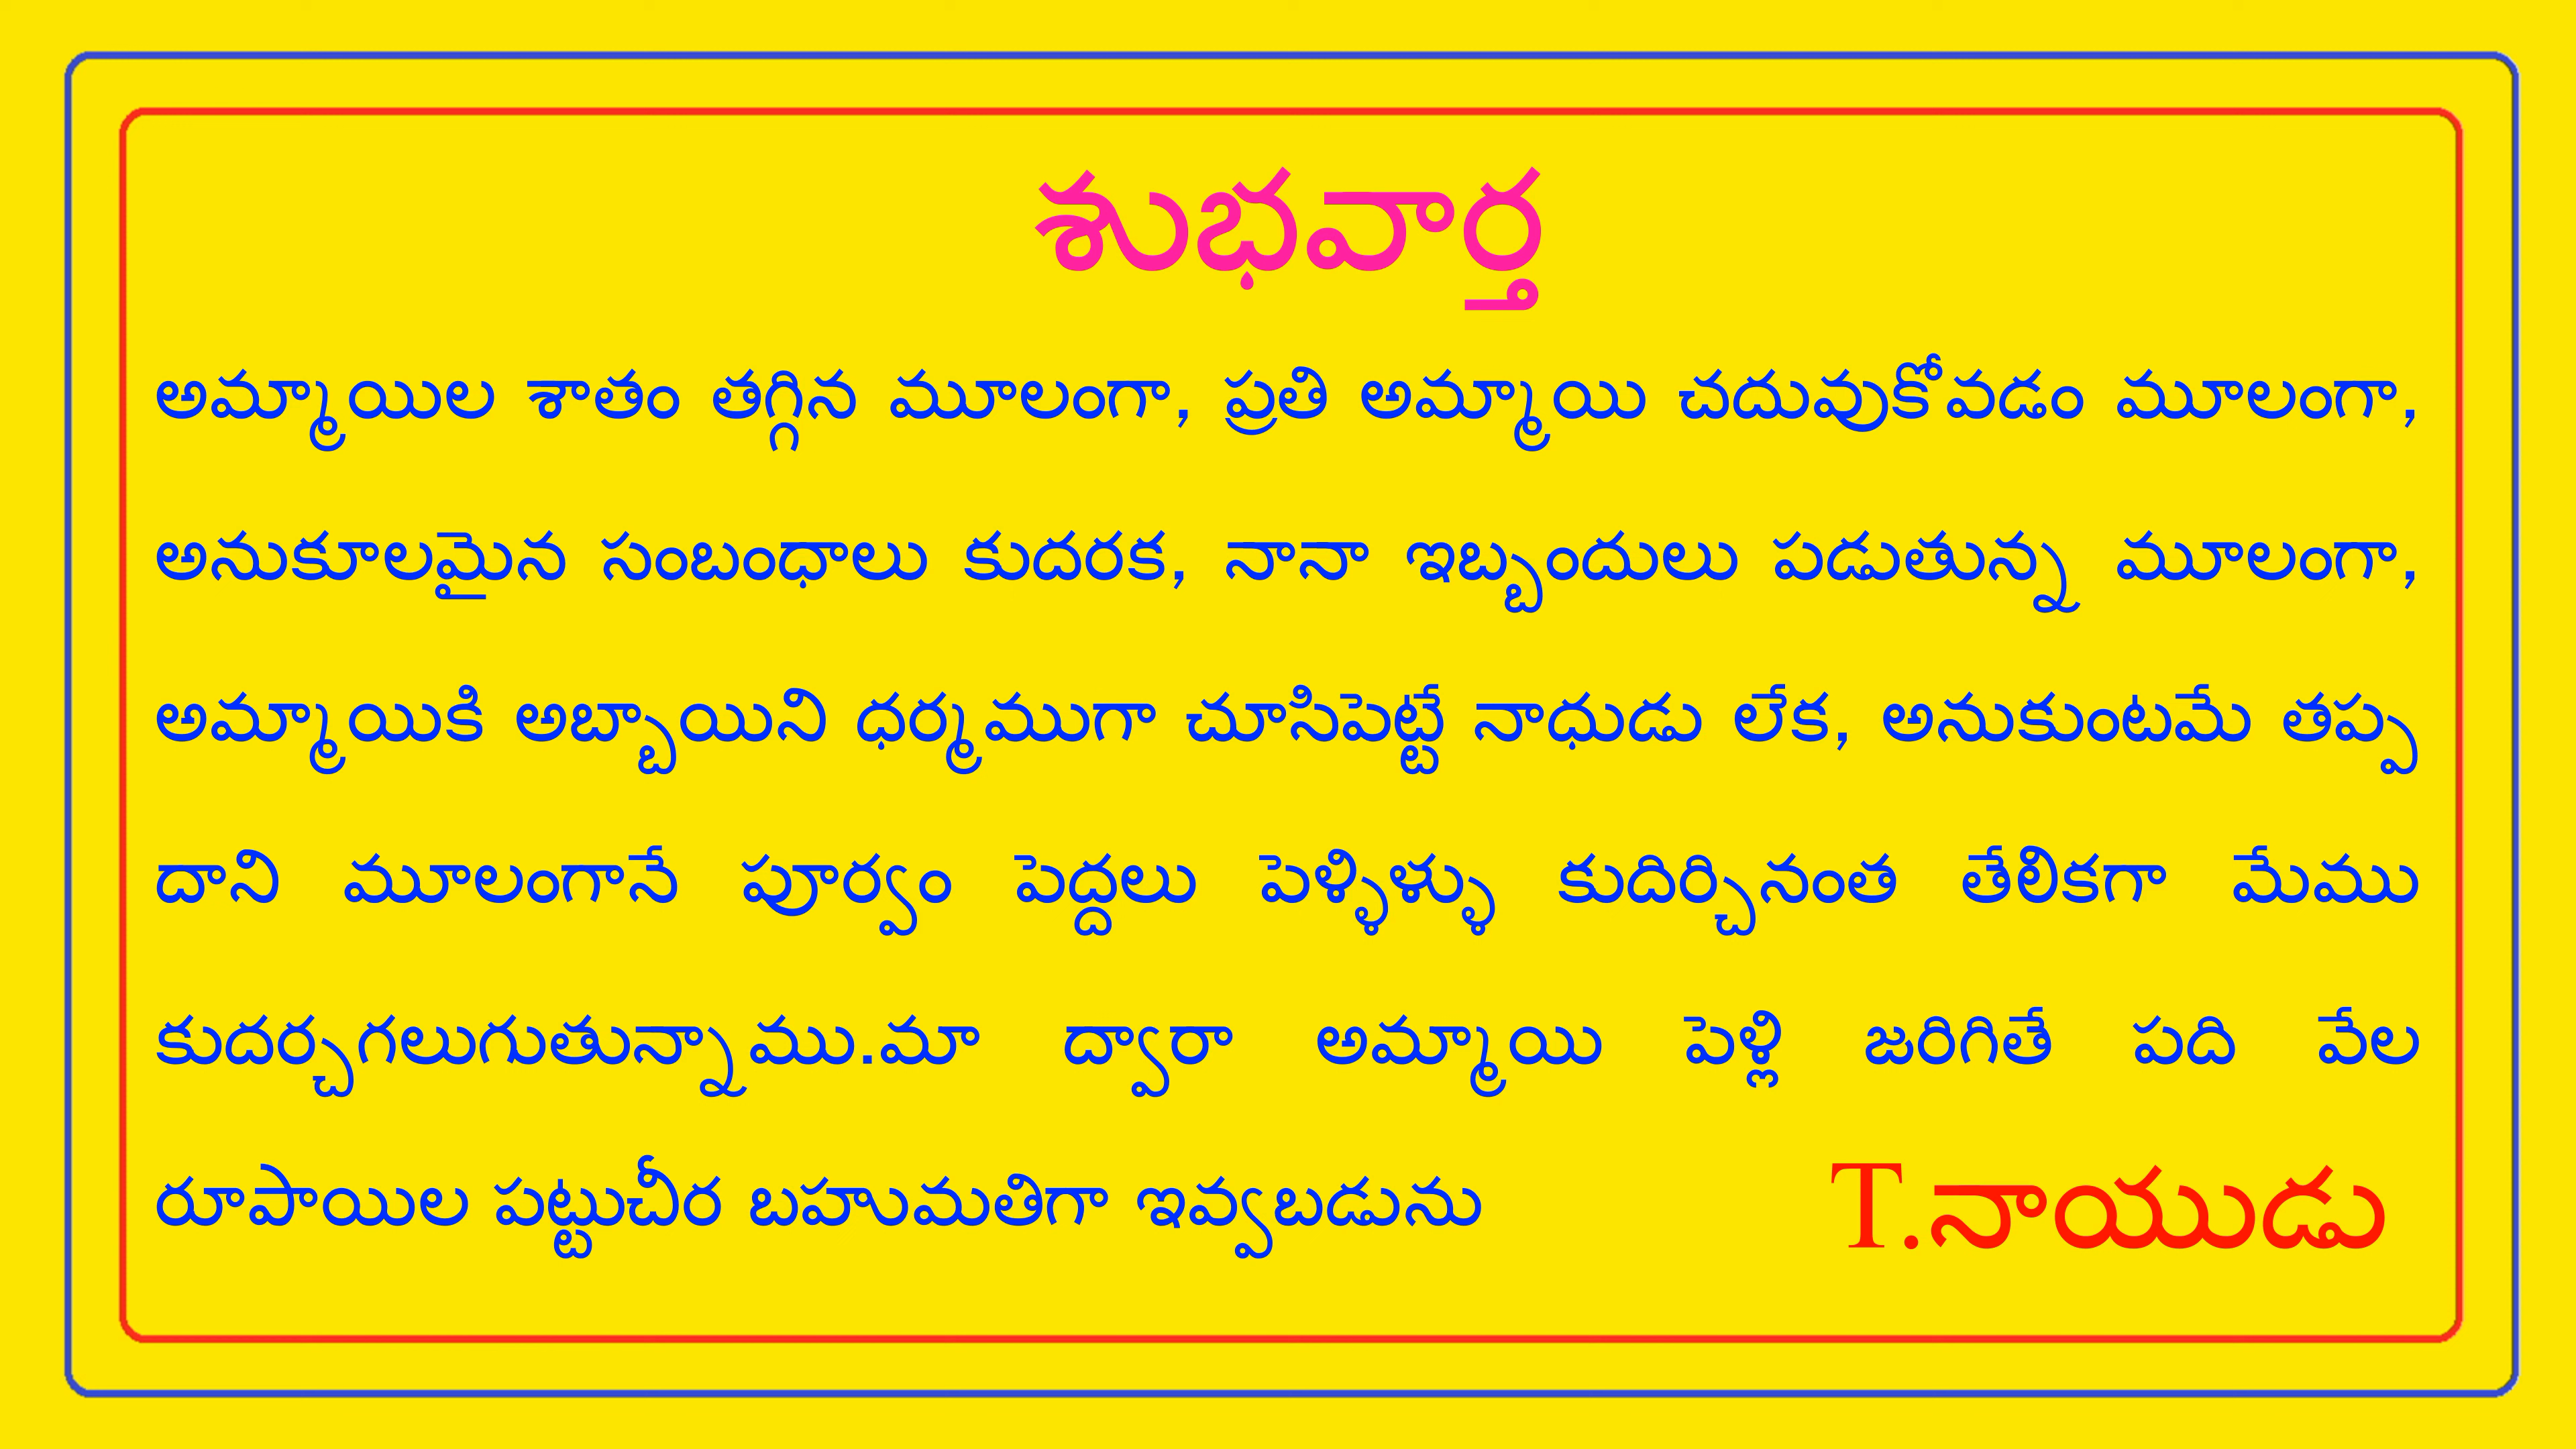 శుభవార్త
అమ్మాయిల శాతం తగ్గిన మూలంగా, ప్రతి అమ్మాయి చదువుకోవడం మూలంగా,
అనుకూలమైన సంబంధాలు కుదరక, నానా ఇబ్బందులు పడుతున్న మూలంగా,
అమ్మాయికి అబ్బాయిని ధర్మముగా చూసిపెట్టే నాధుడు లేక, అనుకుంటమే తప్ప
దాని మూలంగానే పూర్వం పెద్దలు పెళ్ళిళ్ళు కుదిర్చినంత తేలికగా మేము
కుదర్చగలుగుతున్నాము.మా ద్వారా అమ్మాయి పెళ్లి జరిగితే పది వేల
రూపాయిల పట్టుచీర బహుమతిగా ఇవ్వబడును T.నాయుడు